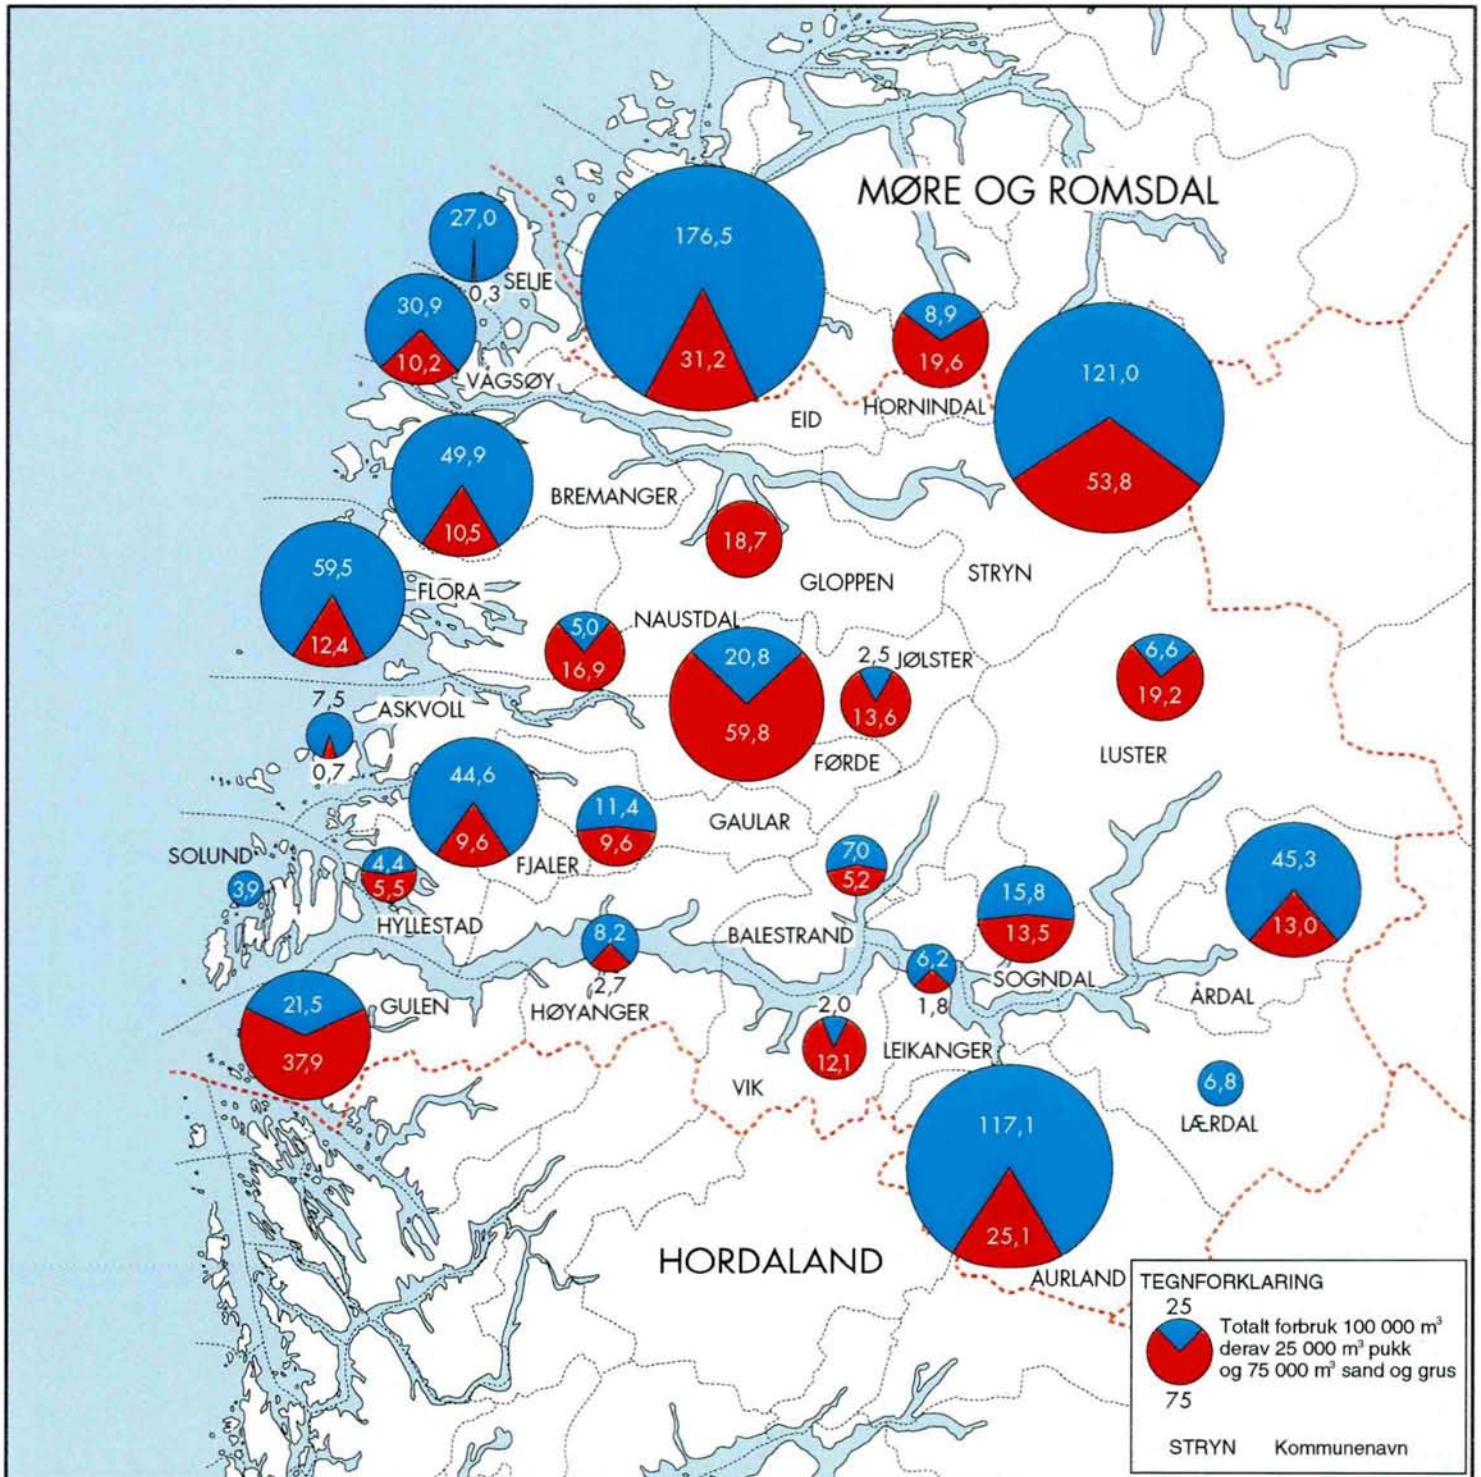 MØRE OG ROMSDAL
27,0
0,3
SELJE
176,5
31,2
30,9
10,2
VÅGSØY
8,9
19,6
EID
HORNINDAL
121,0
53,8
49,9
10,5
BREMANGER
18,7
GLOPPEN
STRYN
59,5
12,4
FLORA
NAUSTDAL
5,0
16,9
20,8
59,8
FØRDE
2,5
JØLSTER
13,6
6,6
19,2
LUSTER
7,5
ASKVOLL
0,7
44,6
9,6
FJALER
11,4
9,6
GAULAR
SOLUND
3,9
4,4
5,5
HYLLESTAD
7,0
5,2
BALESTRAND
15,8
13,5
SOGNDAL
45,3
13,0
ÅRDAL
8,2
2,7
HØYANGER
6,2
1,8
LEIKANGER
21,5
37,9
GULEN
2,0
12,1
VIK
6,8
LÆRDAL
117,1
25,1
AURLAND
HORDALAND
TEGNFORKLARING
25
Totalt forbruk 100 000 m³
derav 25 000 m³ pukk
og 75 000 m³ sand og grus
75
STRYN Kommunenavn